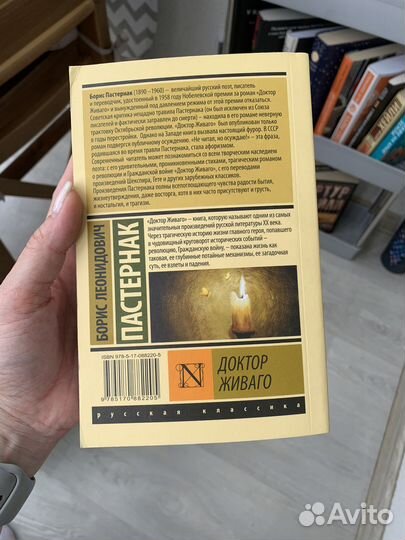 Борис Пастернак (1890 –1960) — величайший русский поэт, писатель
и переводчик, удостоенный в 1958 году Нобелевской премии за роман «Доктор
Живаго» и вынужденный под давлением режима от этой премии отказаться.
Советская критика нещадно травила Пастернака (он был исключен из Союза
писателей и фактически затравлен до смерти) — находила в его романе неверную
трактовку Октябрьской революции. «Доктор Живаго» был опубликован только
в годы перестройки. Однако на Западе книга вызвала настоящий фурор. В СССР
роман подвергся публичному осуждению. «Не читал, но осуждаю!» — эта фраза,
родившаяся во время травли Пастернака, стала афоризмом.
Современный читатель может познакомиться со всем творческим наследием
поэта: с его удивительными, проникновенными стихами, трагическим романом
о революции и Гражданской войне «Доктор Живаго», с его переводами
произведений Шекспира, Гете и других зарубежных классиков.
Произведения Пастернака полны всепоглощающего чувства радости бытия,
жизнеутверждения, даже восторга, хотя в них часто присутствуют и грусть,
и ностальгия, и трагизм.
БОРИС ЛЕОНИДОВИЧ
ПАСТЕРНАК
«Доктор Живаго» — книга, которую называют одним из самых
значительных произведений русской литературы XX века.
Через трагическую историю жизни главного героя, попавшего
в чудовищный круговорот исторических событий –
революцию, Гражданскую войну, — показана жизнь как
таковая, ее глубинные потайные механизмы, ее загадочная
суть, ее взлеты и падения.
ISBN 978-5-17-088220-5
9 785170 882205
N
ДОКТОР
ЖИВАГО
русская классика
Avito